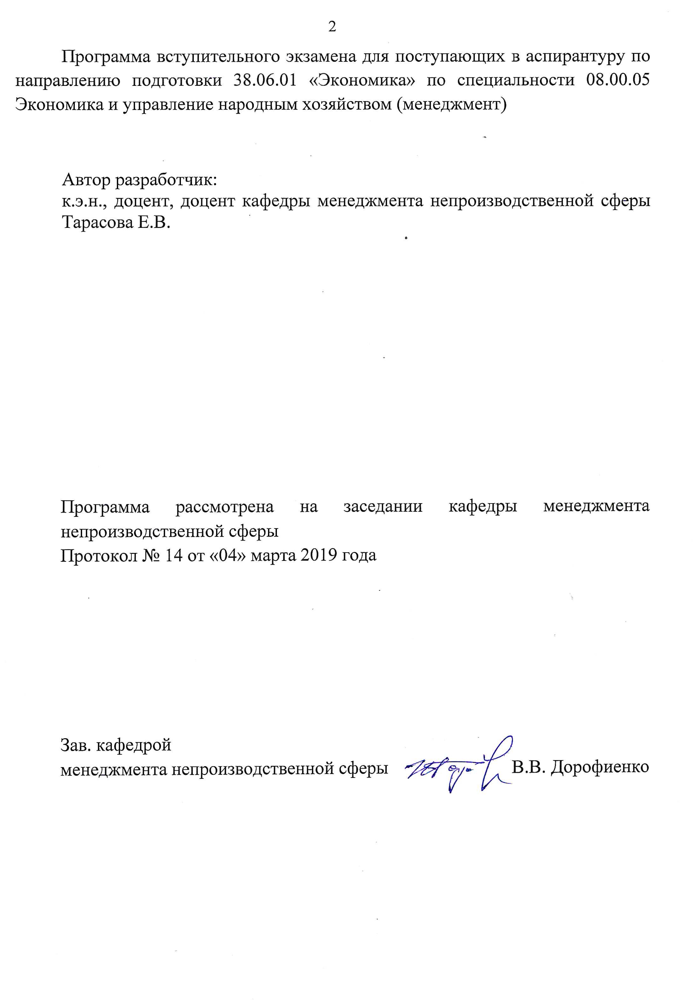 2
Программа вступительного экзамена для поступающих в аспирантуру по
направлению подготовки 38.06.01 «Экономика» по специальности 08.00.05
Экономика и управление народным хозяйством (менеджмент)
Автор разработчик:
к.э.н., доцент, доцент кафедры менеджмента непроизводственной сферы
Тарасова Е.В.
Программа рассмотрена на заседании кафедры менеджмента
непроизводственной сферы
Протокол № 14 от «04» марта 2019 года
Зав. кафедрой
менеджмента непроизводственной сферы В.В. Дорофиенко